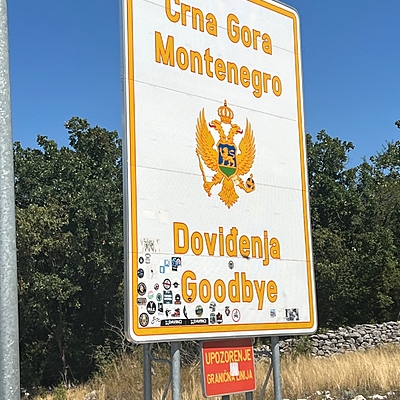 Crna Gora
Montenegro
Doviđenja
Goodbye
UPOZORENJE
GRANIČNA LINIJA